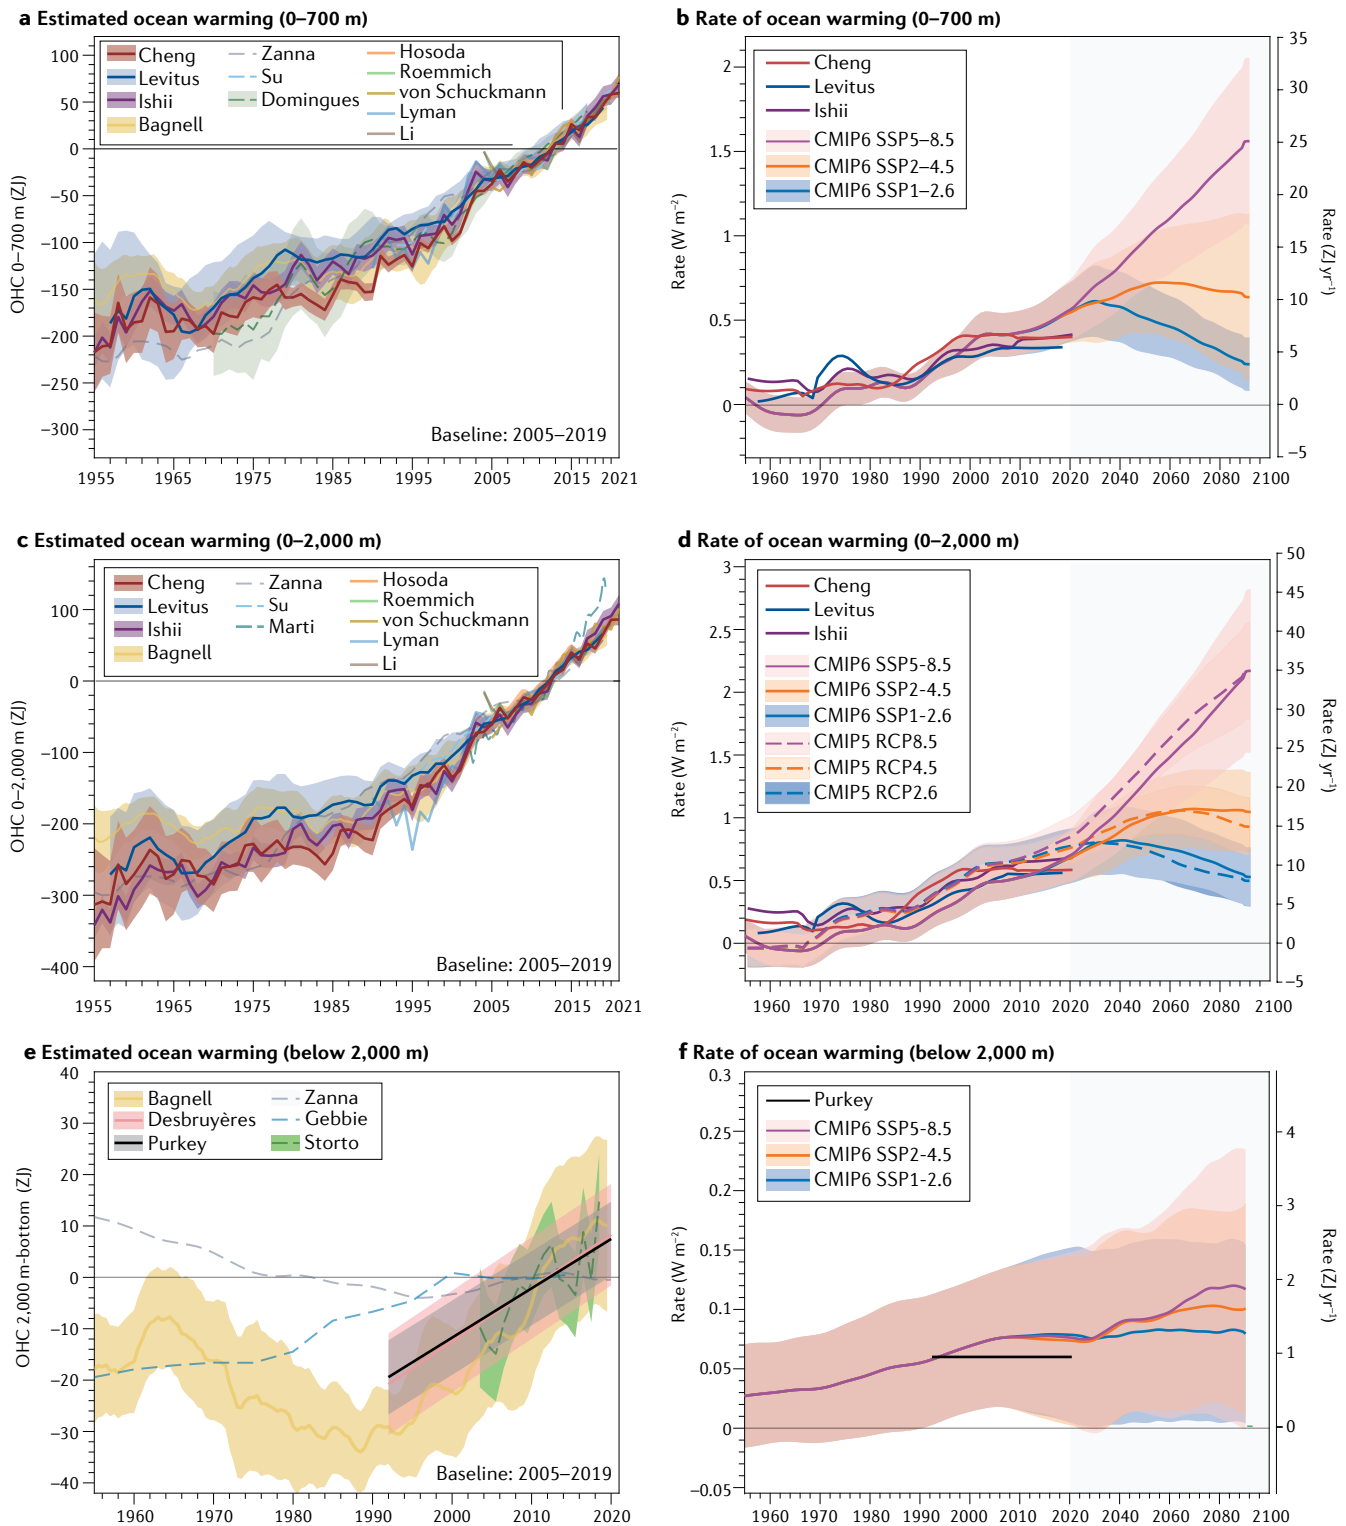 a Estimated ocean warming (0–700 m)
Cheng
Levitus
Ishii
Bagnell
Zanna
Su
Domingues
Hosoda
Roemmich
von Schuckmann
Lyman
Li
OHC 0–700 m (ZJ)
100
50
0
–50
–100
–150
–200
–250
–300
Baseline: 2005–2019
1955 1965 1975 1985 1995 2005 2015 2021
b Rate of ocean warming (0–700 m)
Cheng
Levitus
Ishii
CMIP6 SSP5–8.5
CMIP6 SSP2–4.5
CMIP6 SSP1–2.6
Rate (W m–2)
2
1.5
1
0.5
0
Rate (ZJ yr–1)
35
30
25
20
15
10
5
0
–5
1960 1970 1980 1990 2000 2010 2020 2040 2060 2080 2100
c Estimated ocean warming (0–2,000 m)
Cheng
Levitus
Ishii
Bagnell
Zanna
Su
Marti
Hosoda
Roemmich
von Schuckmann
Lyman
Li
OHC 0–2,000 m (ZJ)
100
0
–100
–200
–300
–400
Baseline: 2005–2019
1955 1965 1975 1985 1995 2005 2015 2021
d Rate of ocean warming (0–2,000 m)
Cheng
Levitus
Ishii
CMIP6 SSP5-8.5
CMIP6 SSP2-4.5
CMIP6 SSP1-2.6
CMIP5 RCP8.5
CMIP5 RCP4.5
CMIP5 RCP2.6
Rate (W m–2)
3
2.5
2
1.5
1
0.5
0
Rate (ZJ yr–1)
50
45
40
35
30
25
20
15
10
5
0
–5
1960 1970 1980 1990 2000 2010 2020 2040 2060 2080 2100
e Estimated ocean warming (below 2,000 m)
Bagnell
Desbruyères
Purkey
Zanna
Gebbie
Storto
OHC 2,000 m-bottom (ZJ)
40
30
20
10
0
–10
–20
–30
–40
Baseline: 2005–2019
1960 1970 1980 1990 2000 2010 2020
f Rate of ocean warming (below 2,000 m)
Purkey
CMIP6 SSP5-8.5
CMIP6 SSP2-4.5
CMIP6 SSP1-2.6
Rate (W m–2)
0.3
0.25
0.2
0.15
0.1
0.05
0
–0.05
Rate (ZJ yr–1)
4
3
2
1
0
1960 1970 1980 1990 2000 2010 2020 2040 2060 2080 2100